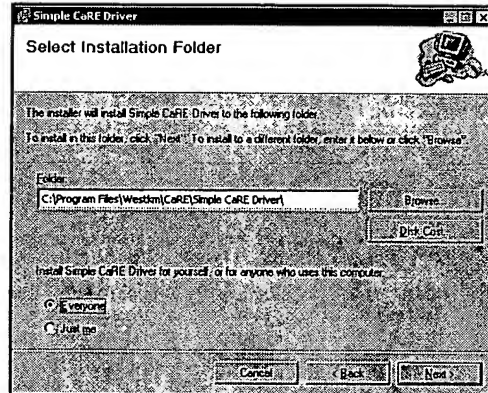 Simple CaRE Driver
Select Installation Folder
The installer will install Simple CaRE Driver to the following folder.
To install in this folder, click "Next". To install to a different folder, enter it below or click "Browse".
Folder:
C:\Program Files\Westkm\CaRE\Simple CaRE Driver\
Browse...
Disk Cost...
Install Simple CaRE Driver for yourself, or for anyone who uses this computer:
Everyone
Just me
Cancel
< Back
Next >